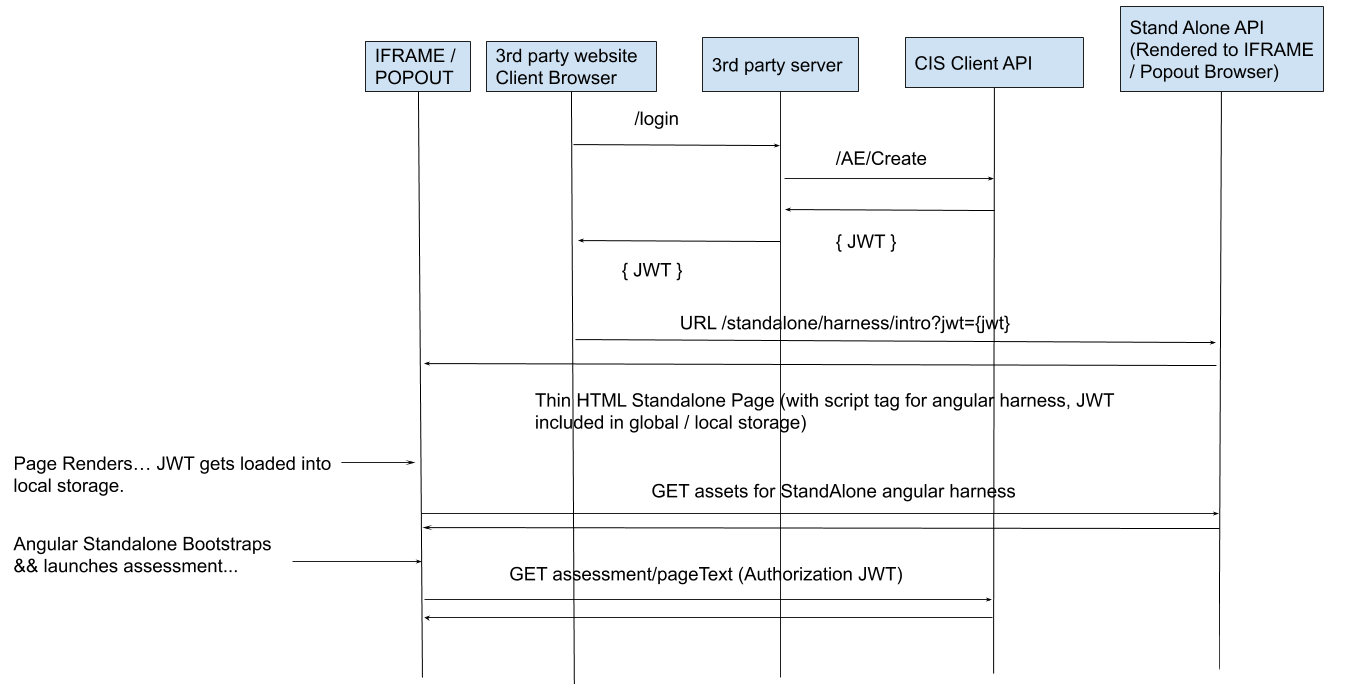 IFRAME /
POPOUT
3rd party website
Client Browser
3rd party server
CIS Client API
Stand Alone API
(Rendered to IFRAME
/ Popout Browser)
/login
/AE/Create
{ JWT }
{ JWT }
URL /standalone/harness/intro?jwt={jwt}
Thin HTML Standalone Page (with script tag for angular harness, JWT
included in global / local storage)
Page Renders... JWT gets loaded into
local storage.
GET assets for StandAlone angular harness
Angular Standalone Bootstraps
&& launches assessment...
GET assessment/pageText (Authorization JWT)